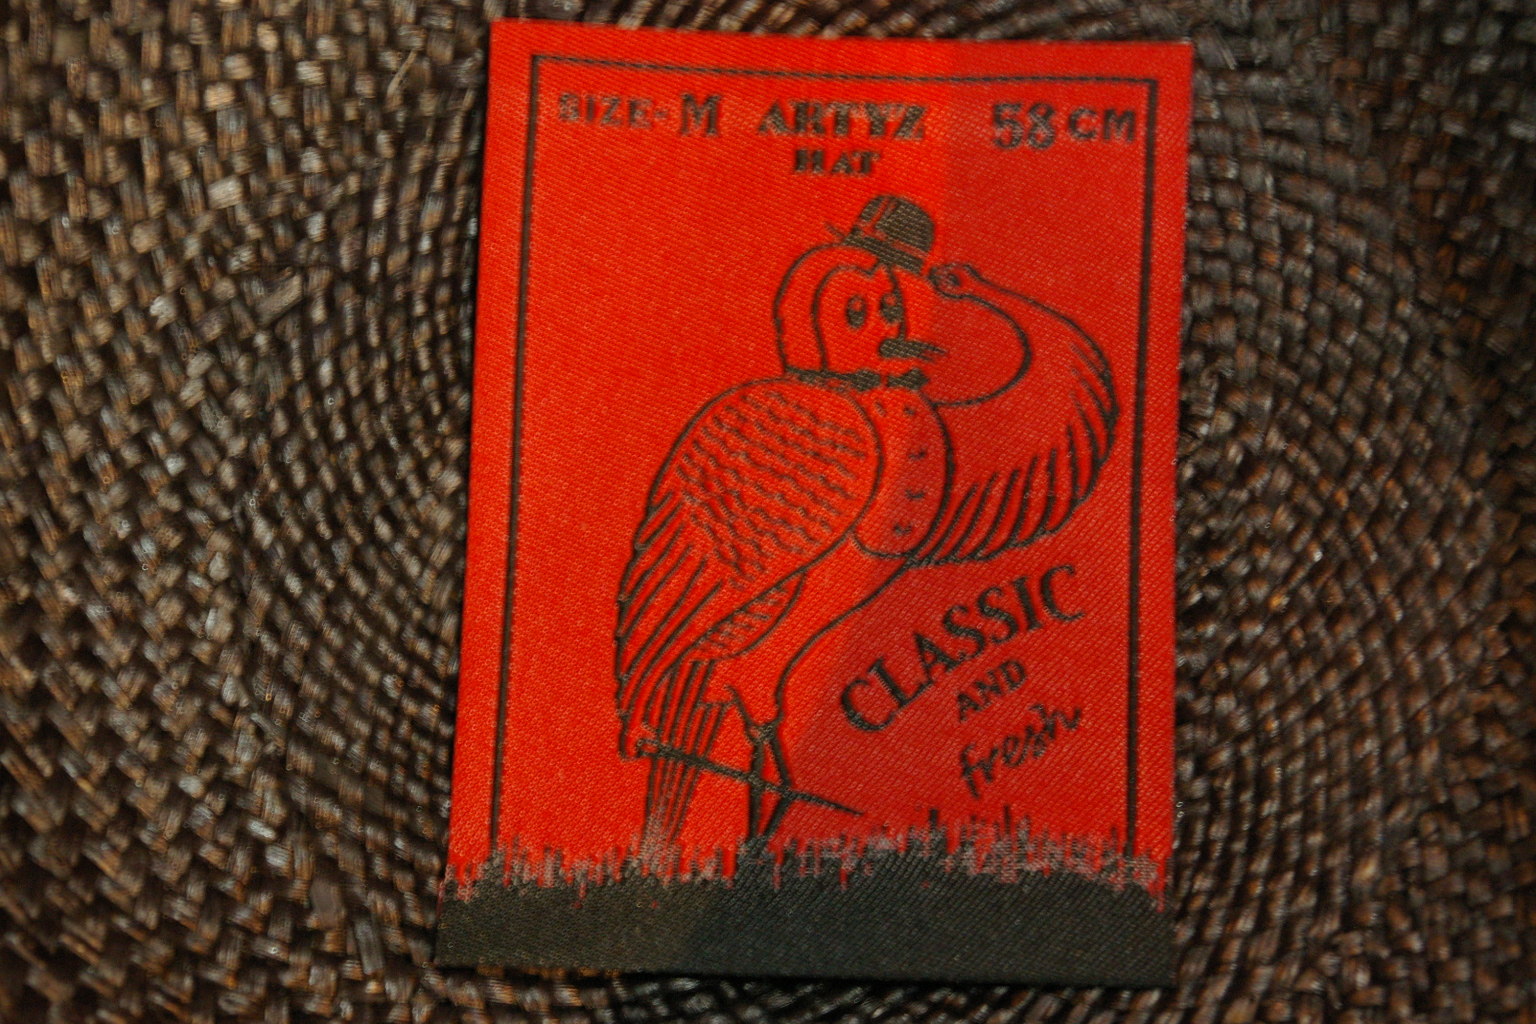 SIZE-M ARTYZ 58CM
HAT
CLASSIC
AND
fresh